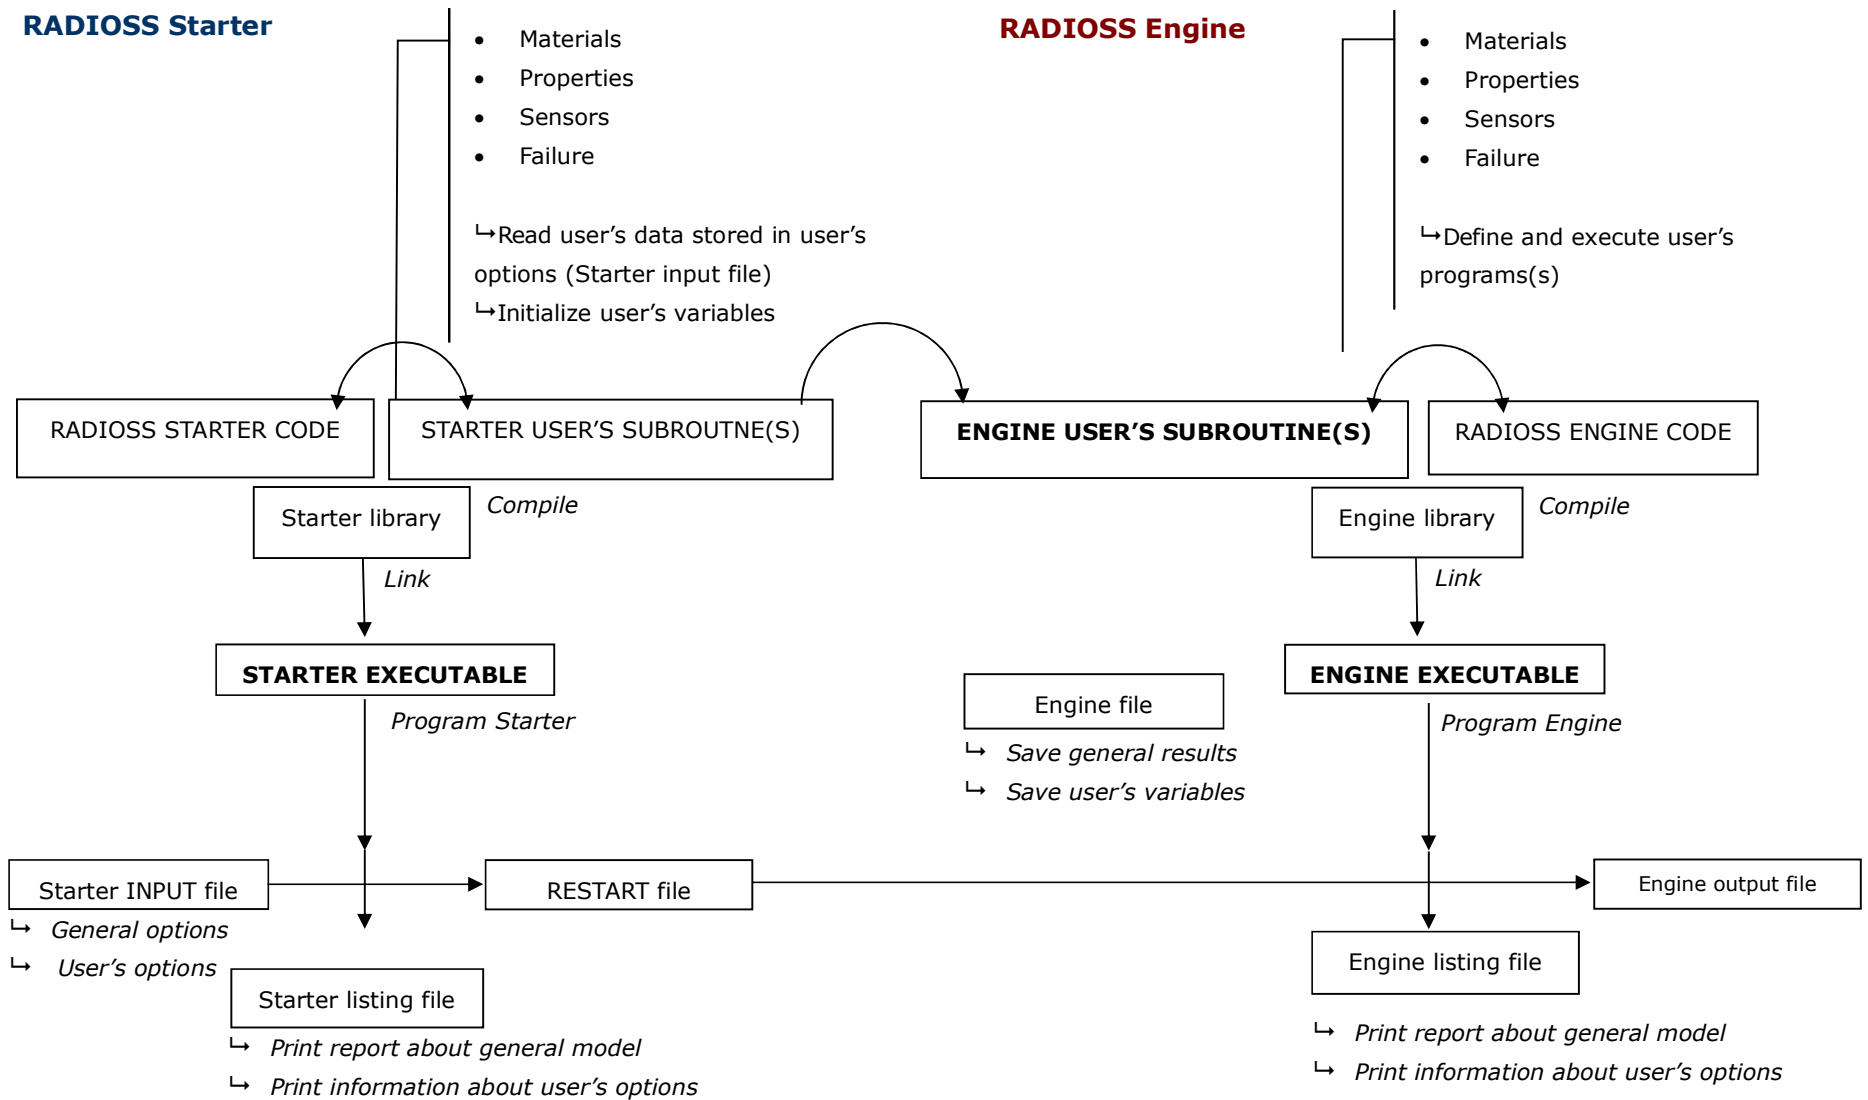 RADIOSS Starter
• Materials
• Properties
• Sensors
• Failure
↳Read user’s data stored in user’s
options (Starter input file)
↳Initialize user’s variables
RADIOSS Engine
• Materials
• Properties
• Sensors
• Failure
↳Define and execute user’s
programs(s)
RADIOSS STARTER CODE
STARTER USER’S SUBROUTNE(S)
ENGINE USER’S SUBROUTINE(S)
RADIOSS ENGINE CODE
Starter library
Compile
Link
Engine library
Compile
Link
STARTER EXECUTABLE
Program Starter
Engine file
↳ Save general results
↳ Save user’s variables
ENGINE EXECUTABLE
Program Engine
Starter INPUT file
↳ General options
↳ User’s options
RESTART file
Engine output file
Starter listing file
↳ Print report about general model
↳ Print information about user’s options
Engine listing file
↳ Print report about general model
↳ Print information about user’s options